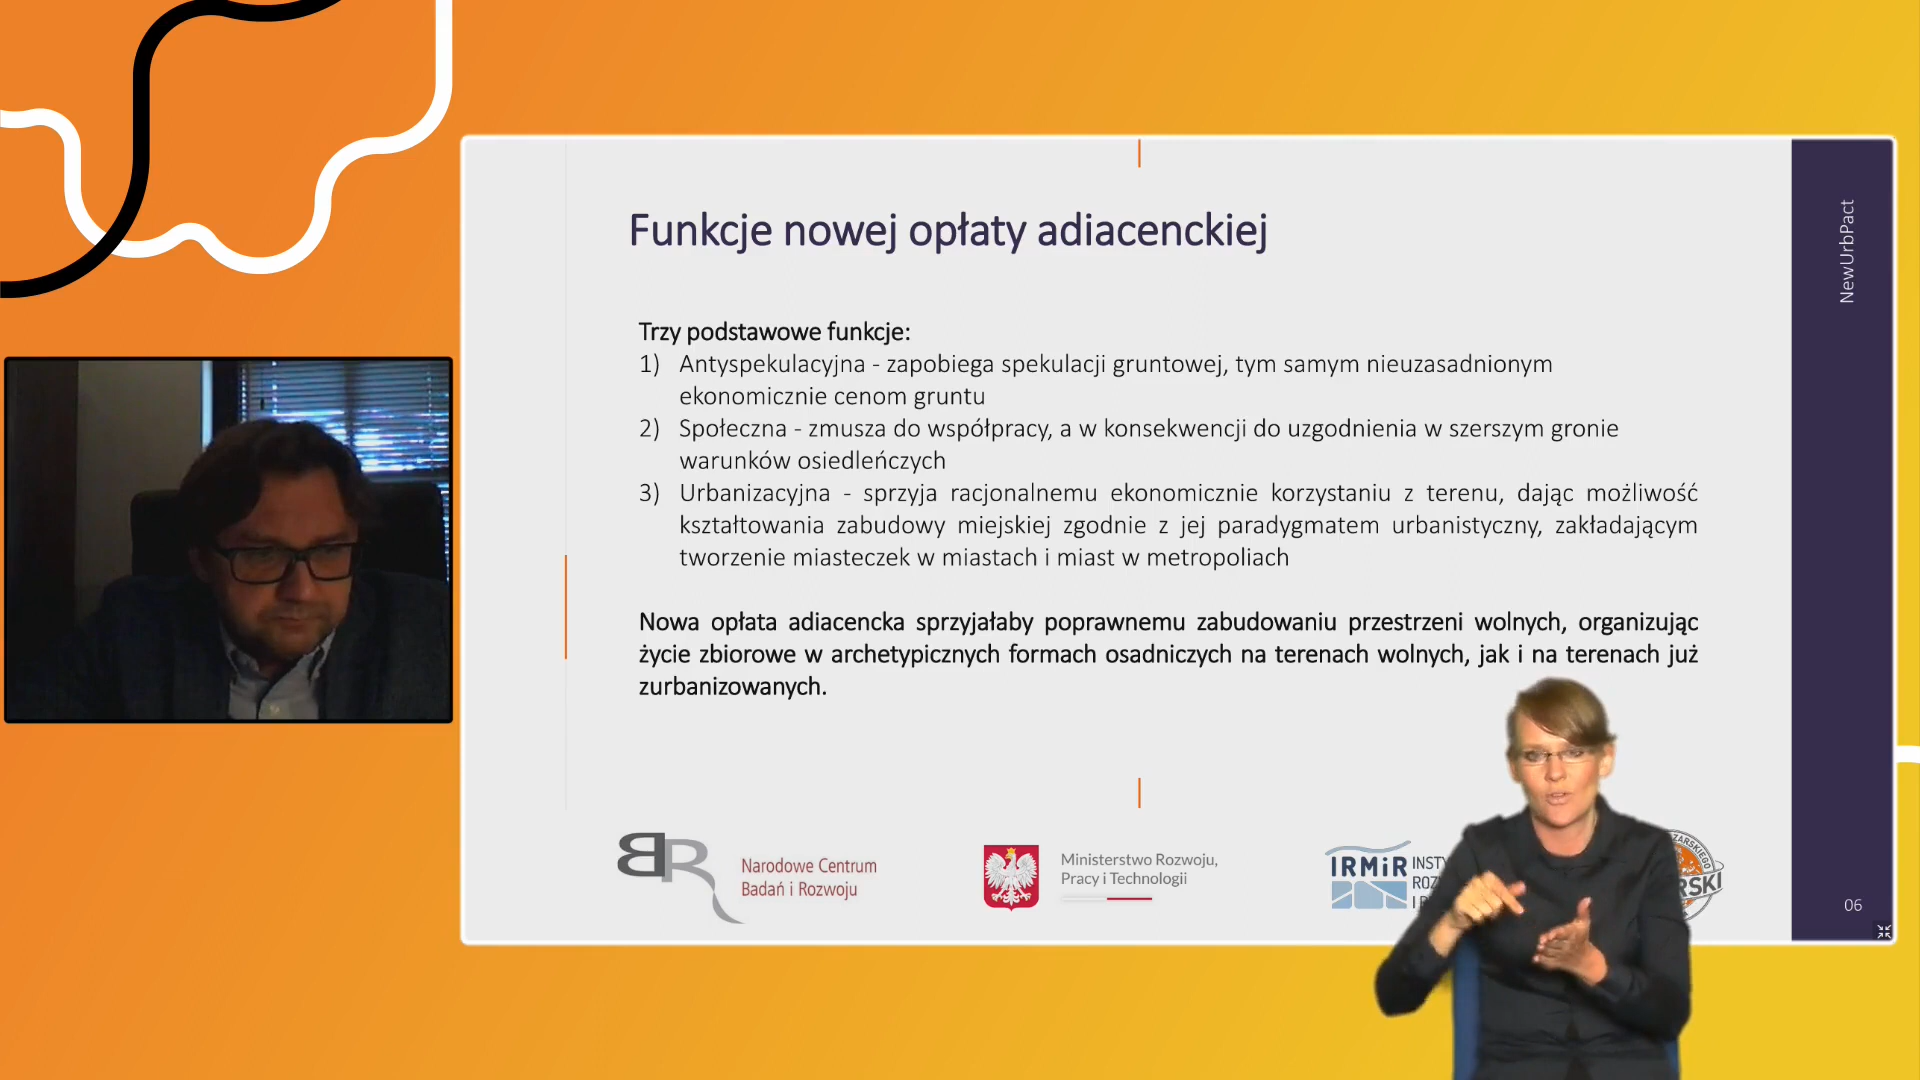 NewUrbPact
Funkcje nowej opłaty adiacenckiej
Trzy podstawowe funkcje:
1) Antyspekulacyjna - zapobiega spekulacji gruntowej, tym samym nieuzasadnionym
ekonomicznie cenom gruntu
2) Społeczna - zmusza do współpracy, a w konsekwencji do uzgodnienia w szerszym gronie
warunków osiedleńczych
3) Urbanizacyjna - sprzyja racjonalnemu ekonomicznie korzystaniu z terenu, dając możliwość
kształtowania zabudowy miejskiej zgodnie z jej paradygmatem urbanistyczny, zakładającym
tworzenie miasteczek w miastach i miast w metropoliach
Nowa opłata adiacencka sprzyjałaby poprawnemu zabudowaniu przestrzeni wolnych, organizując
życie zbiorowe w archetypicznych formach osadniczych na terenach wolnych, jak i na terenach już
zurbanizowanych.
BR
Narodowe Centrum
Badań i Rozwoju
Ministerstwo Rozwoju,
Pracy i Technologii
IRMiR
06